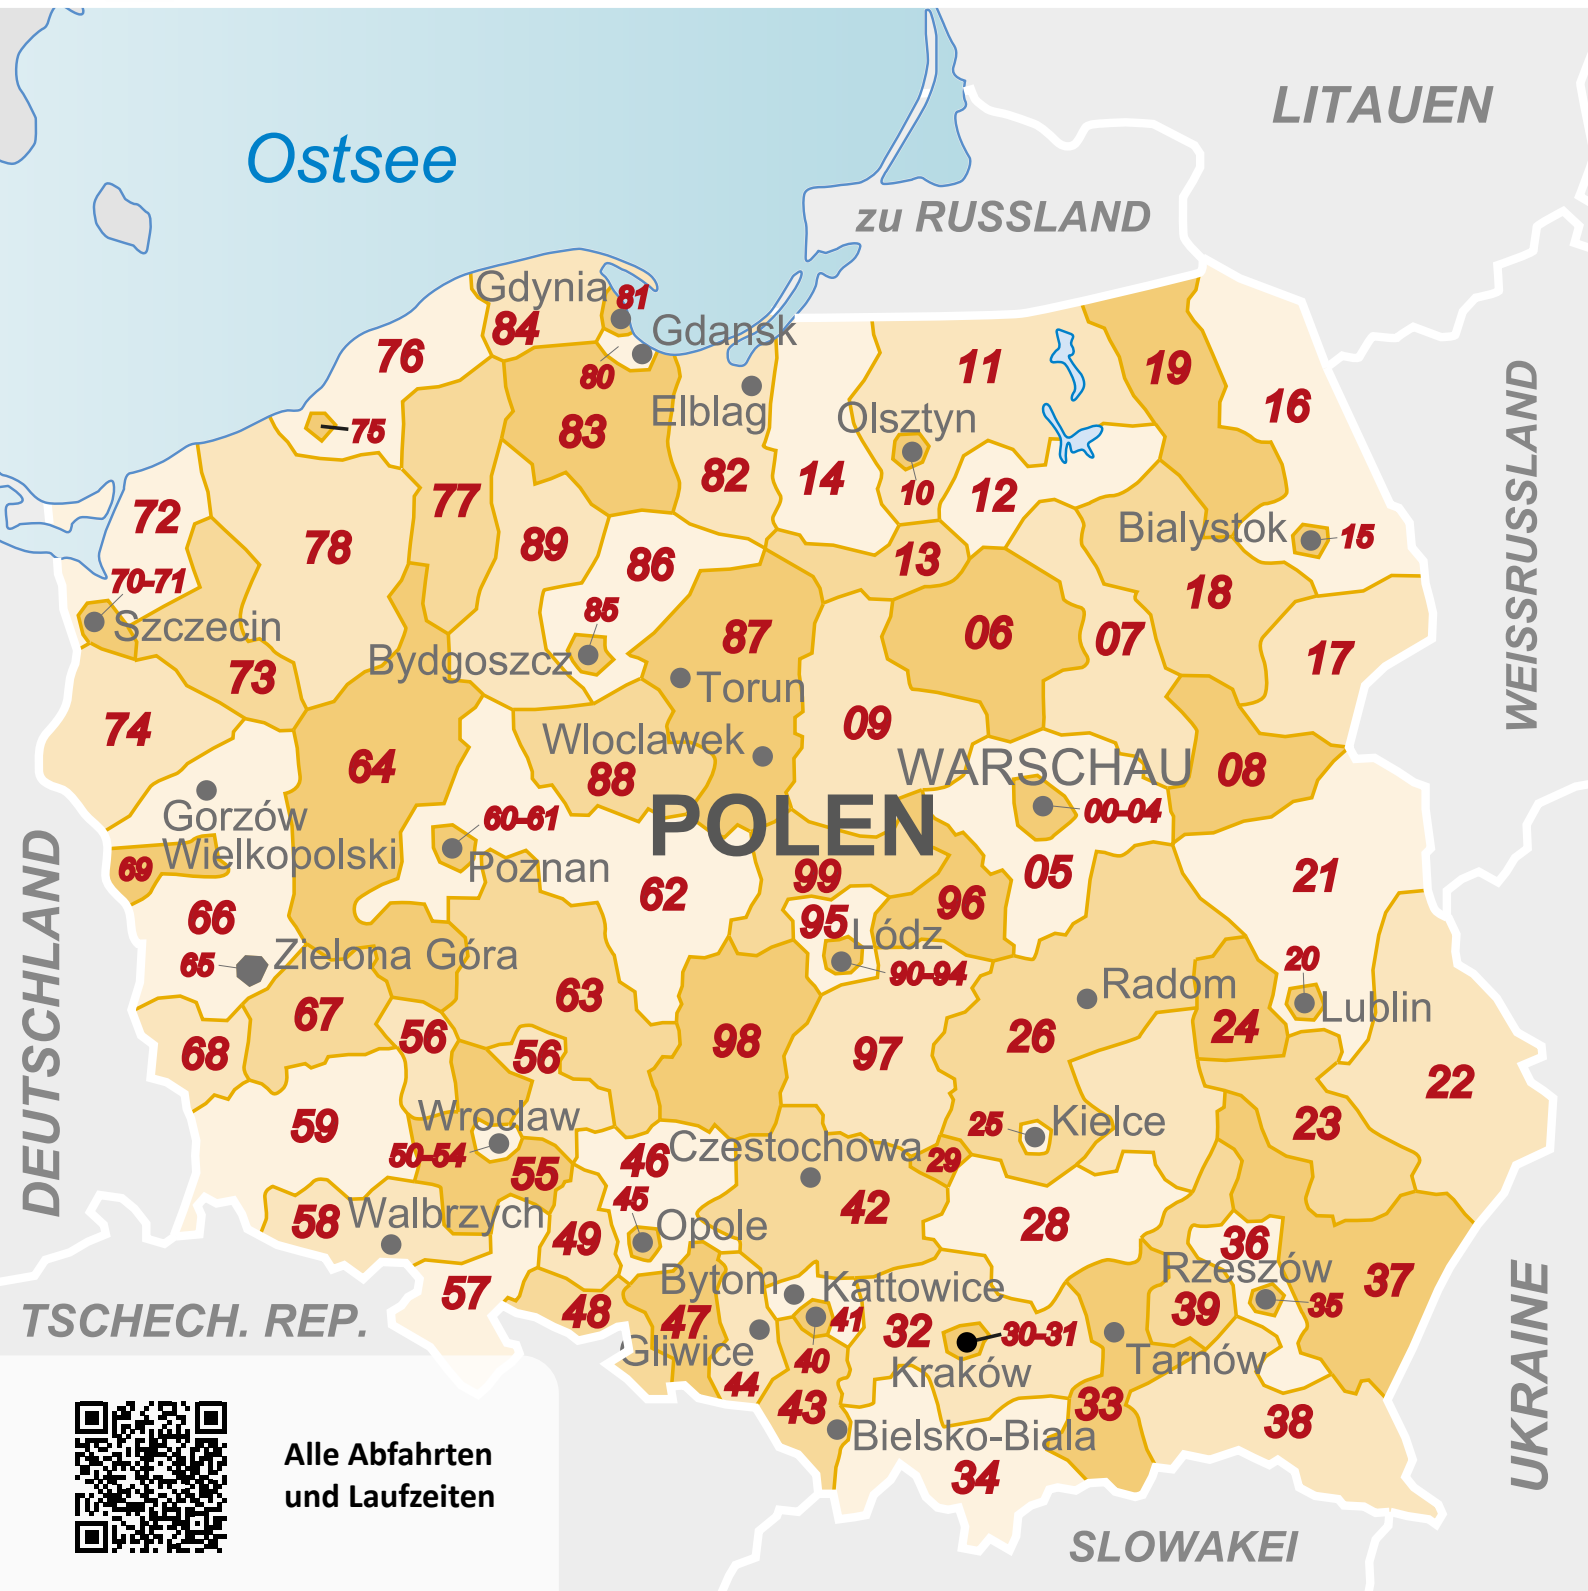 LITAUEN
Ostsee
zu RUSSLAND
Gdynia
81
84
Gdansk
76
80
11
19
Elblag
16
75
83
Olsztyn
82
14
10
12
72
77
78
89
86
13
Bialystok
15
WEISSRUSSLAND
70-71
Szczecin
85
18
87
06
07
17
Bydgoszcz
73
Torun
74
09
Wloclawek
64
88
WARSCHAU
08
Gorzów
Wielkopolski
60-61
POLEN
00-04
69
Poznan
62
99
05
21
66
95
96
DEUTSCHLAND
65
Zielona Góra
Lódz
90-94
20
63
Radom
Lublin
67
56
24
68
56
98
97
26
22
59
Wroclaw
25
Kielce
23
50-54
55
46
Czestochowa
29
45
58
Walbrzych
49
Opole
42
28
36
Bytom
Kattowice
Rzeszów
37
57
48
47
41
32
30-31
39
35
TSCHECH. REP.
Gliwice
40
Kraków
Tarnów
UKRAINE
44
43
33
38
Bielsko-Biala
34
Alle Abfahrten
und Laufzeiten
SLOWAKEI